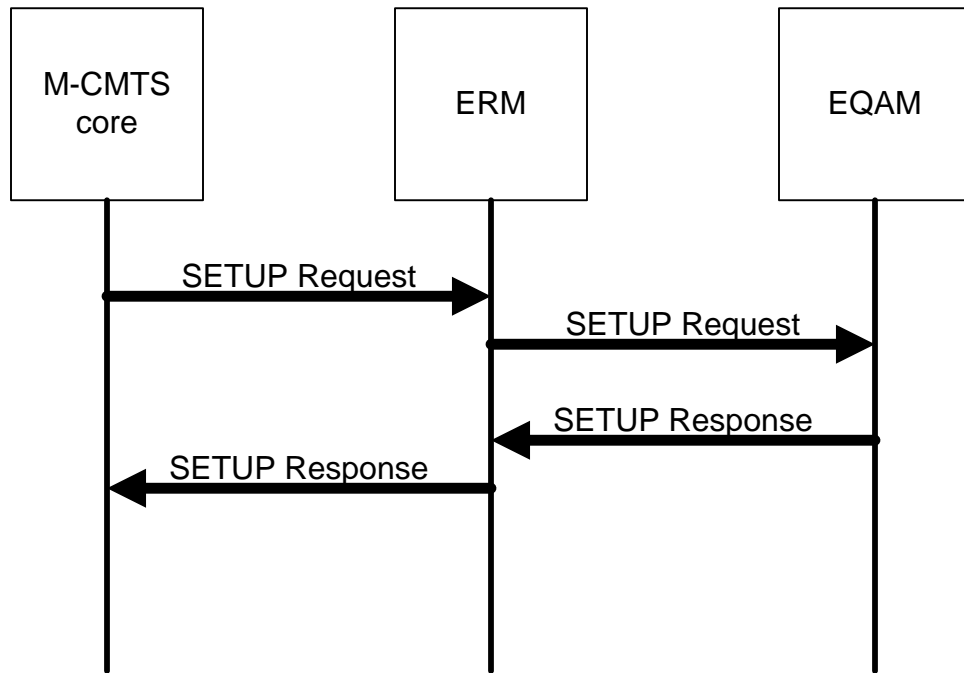 M-CMTS
core
ERM
EQAM
SETUP Request
SETUP Request
SETUP Response
SETUP Response